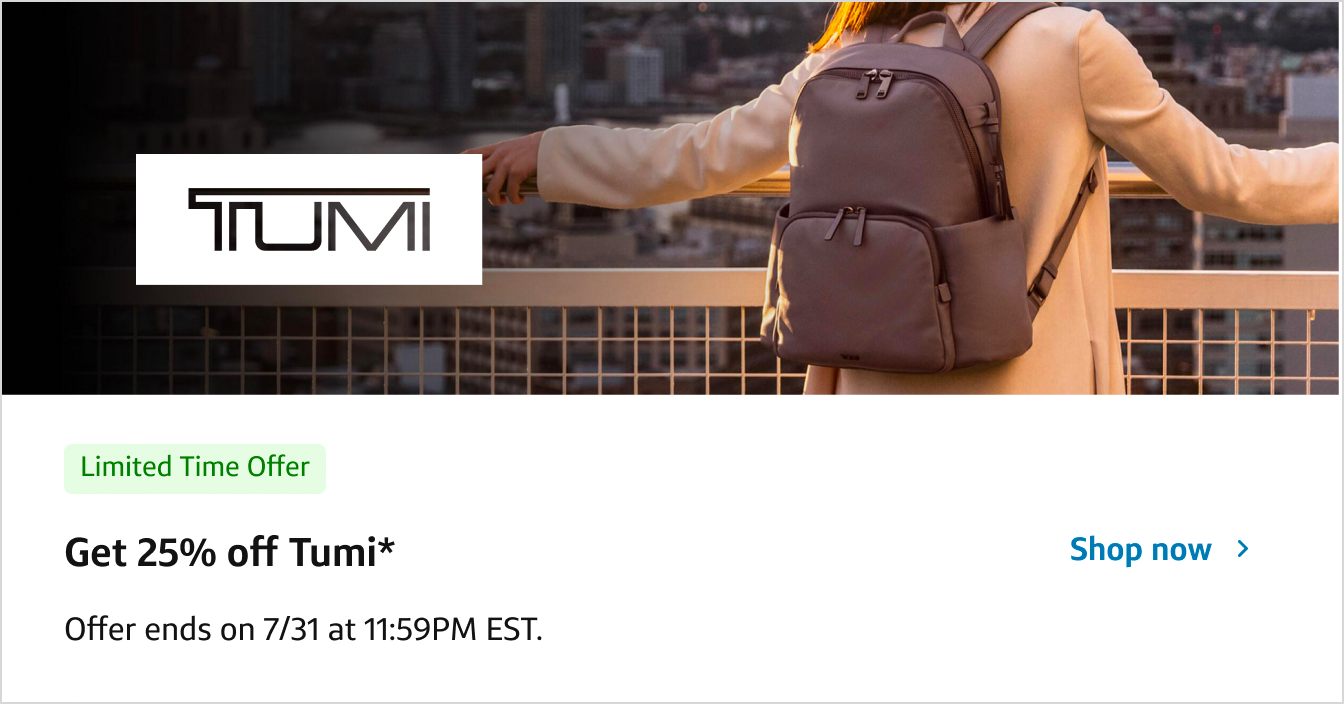 TUMI
Limited Time Offer
Get 25% off Tumi*
Shop now
Offer ends on 7/31 at 11:59PM EST.